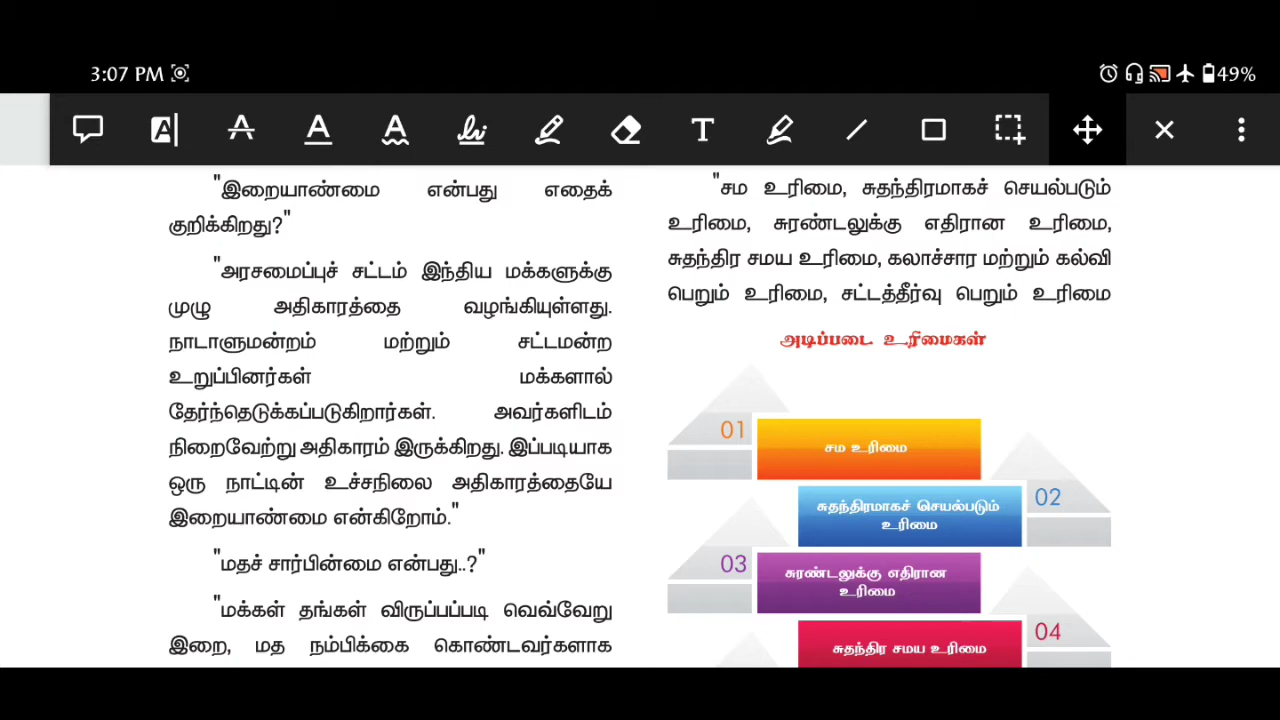 3:07 PM
49%
"இறையாண்மை என்பது எதைக்
குறிக்கிறது?"
"அரசமைப்புச் சட்டம் இந்திய மக்களுக்கு
முழு அதிகாரத்தை வழங்கியுள்ளது.
நாடாளுமன்றம் மற்றும் சட்டமன்ற
உறுப்பினர்கள் மக்களால்
தேர்ந்தெடுக்கப்படுகிறார்கள். அவர்களிடம்
நிறைவேற்று அதிகாரம் இருக்கிறது. இப்படியாக
ஒரு நாட்டின் உச்சநிலை அதிகாரத்தையே
இறையாண்மை என்கிறோம்."
"மதச் சார்பின்மை என்பது..?"
"மக்கள் தங்கள் விருப்பப்படி வெவ்வேறு
இறை, மத நம்பிக்கை கொண்டவர்களாக
"சம உரிமை, சுதந்திரமாகச் செயல்படும்
உரிமை, சுரண்டலுக்கு எதிரான உரிமை,
சுதந்திர சமய உரிமை, கலாச்சார மற்றும் கல்வி
பெறும் உரிமை, சட்டத்தீர்வு பெறும் உரிமை
அடிப்படை உரிமைகள்
01
சம உரிமை
02
சுதந்திரமாகச் செயல்படும்
உரிமை
03
சுரண்டலுக்கு எதிரான
உரிமை
04
சுதந்திர சமய உரிமை